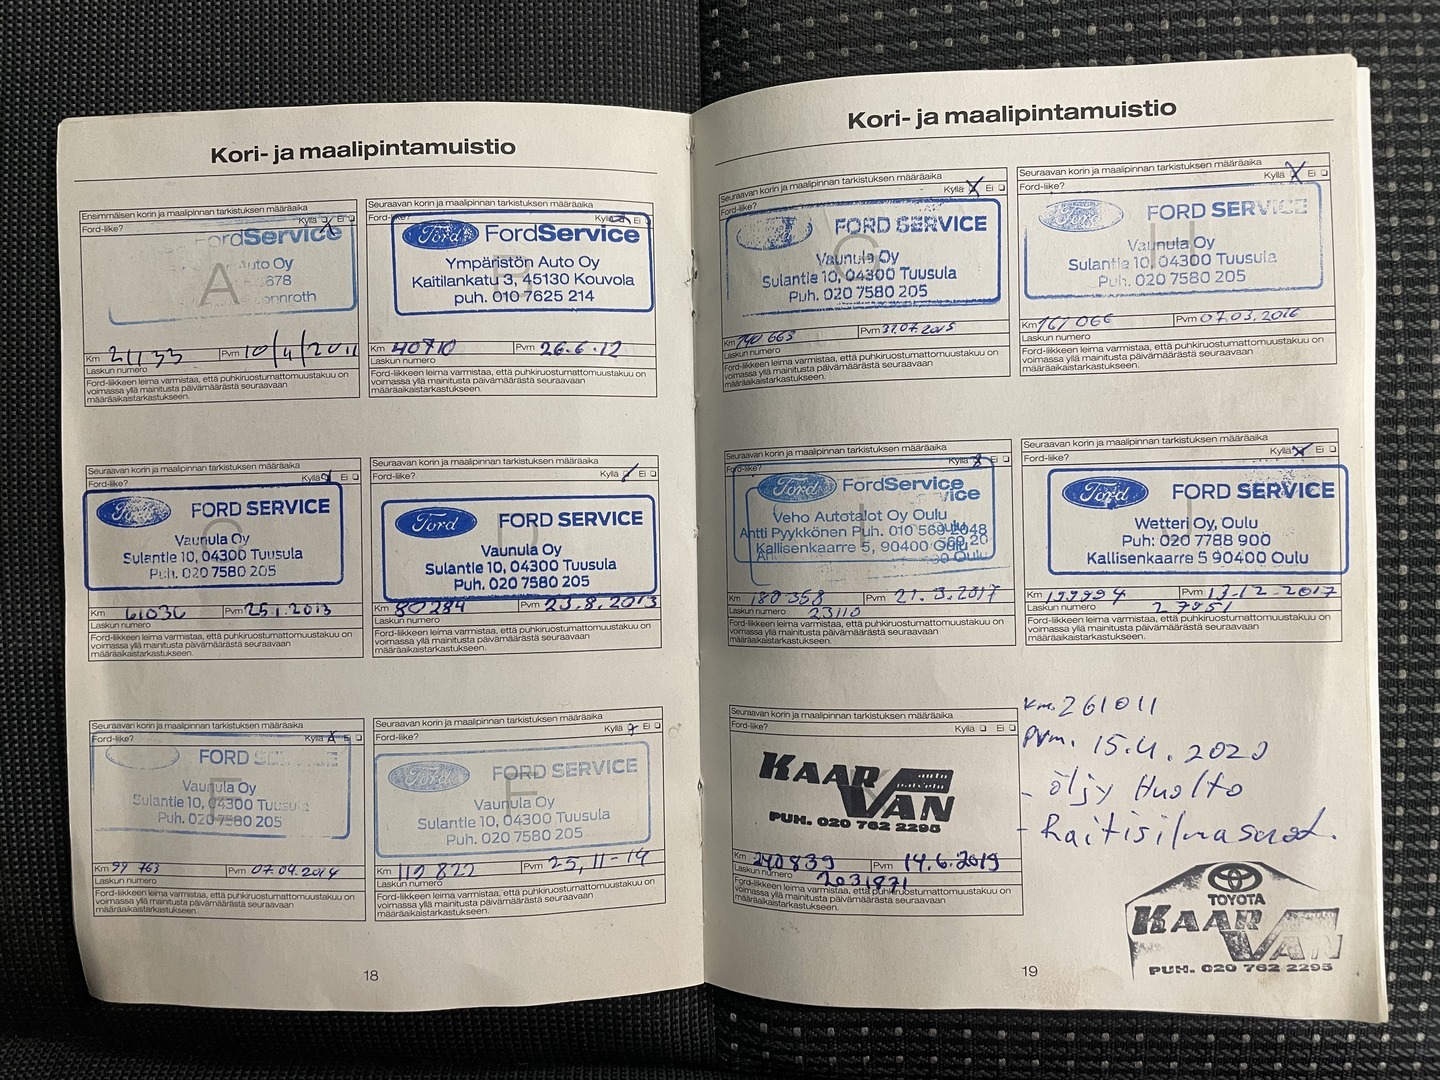 Kori- ja maalipintamuistio
Ensimmäisen korin ja maalipinnan tarkistuksen määräaika
Ford-liike? Kyllä Ei
FordService
A
Auto Oy
678
onnroth
Km 21133 Pvm 10/4/2011
Laskun numero
Ford-liikkeen leima varmistaa, että puhkiruostumattomuustakuu on
voimassa yllä mainitusta päivämäärästä seuraavaan
määräaikaistarkastukseen.
Seuraavan korin ja maalipinnan tarkistuksen määräaika
Ford-liike? Kyllä Ei
Ford FordService
B
Ympäristön Auto Oy
Kaitilankatu 3, 45130 Kouvola
puh. 010 7625 214
Km Pvm 26.6.12
Laskun numero
Ford-liikkeen leima varmistaa, että puhkiruostumattomuustakuu on
voimassa yllä mainitusta päivämäärästä seuraavaan
määräaikaistarkastukseen.
Seuraavan korin ja maalipinnan tarkistuksen määräaika
Ford-liike? Kyllä Ei
Ford FORD SERVICE
C
Vaunula Oy
Sulantie 10, 04300 Tuusula
Puh. 020 7580 205
Km 61036 Pvm 25.1.2013
Laskun numero
Ford-liikkeen leima varmistaa, että puhkiruostumattomuustakuu on
voimassa yllä mainitusta päivämäärästä seuraavaan
määräaikaistarkastukseen.
Seuraavan korin ja maalipinnan tarkistuksen määräaika
Ford-liike? Kyllä Ei
Ford FORD SERVICE
D
Vaunula Oy
Sulantie 10, 04300 Tuusula
Puh. 020 7580 205
Km 80284 Pvm 23.8.2013
Laskun numero
Ford-liikkeen leima varmistaa, että puhkiruostumattomuustakuu on
voimassa yllä mainitusta päivämäärästä seuraavaan
määräaikaistarkastukseen.
Seuraavan korin ja maalipinnan tarkistuksen määräaika
Ford-liike? Kyllä Ei
FORD SERVICE
E
Vaunula Oy
Sulantie 10, 04300 Tuusula
Puh. 020 7580 205
Km 99 763 Pvm 07.04.2014
Laskun numero
Ford-liikkeen leima varmistaa, että puhkiruostumattomuustakuu on
voimassa yllä mainitusta päivämäärästä seuraavaan
määräaikaistarkastukseen.
Seuraavan korin ja maalipinnan tarkistuksen määräaika
Ford-liike? Kyllä Ei
Ford FORD SERVICE
F
Vaunula Oy
Sulantie 10, 04300 Tuusula
Puh. 020 7580 205
Km 119 822 Pvm 25,11-14
Laskun numero
Ford-liikkeen leima varmistaa, että puhkiruostumattomuustakuu on
voimassa yllä mainitusta päivämäärästä seuraavaan
määräaikaistarkastukseen.
18
Kori- ja maalipintamuistio
Seuraavan korin ja maalipinnan tarkistuksen määräaika
Ford-liike? Kyllä Ei
FORD SERVICE
G
Vaunula Oy
Sulantie 10, 04300 Tuusula
Puh. 020 7580 205
Km 140 663 Pvm 31.07.2015
Laskun numero
Ford-liikkeen leima varmistaa, että puhkiruostumattomuustakuu on
voimassa yllä mainitusta päivämäärästä seuraavaan
määräaikaistarkastukseen.
Seuraavan korin ja maalipinnan tarkistuksen määräaika
Ford-liike? Kyllä Ei
Ford FORD SERVICE
H
Vaunula Oy
Sulantie 10, 04300 Tuusula
Puh. 020 7580 205
Km 161 066 Pvm 07.03.2016
Laskun numero
Ford-liikkeen leima varmistaa, että puhkiruostumattomuustakuu on
voimassa yllä mainitusta päivämäärästä seuraavaan
määräaikaistarkastukseen.
Seuraavan korin ja maalipinnan tarkistuksen määräaika
Ford-liike? Kyllä Ei
Ford FordService
I
Veho Autotalot Oy Oulu
Antti Pyykkönen Puh. 010 569 2048
Kallisenkaarre 5, 90400 Oulu
Km 180 358 Pvm 21.3.2017
Laskun numero 23110
Ford-liikkeen leima varmistaa, että puhkiruostumattomuustakuu on
voimassa yllä mainitusta päivämäärästä seuraavaan
määräaikaistarkastukseen.
Seuraavan korin ja maalipinnan tarkistuksen määräaika
Ford-liike? Kyllä Ei
Ford FORD SERVICE
Wetteri Oy, Oulu
Puh: 020 7788 900
Kallisenkaarre 5 90400 Oulu
Km 199994 Pvm 13-12-2017
Laskun numero 27951
Ford-liikkeen leima varmistaa, että puhkiruostumattomuustakuu on
voimassa yllä mainitusta päivämäärästä seuraavaan
määräaikaistarkastukseen.
Seuraavan korin ja maalipinnan tarkistuksen määräaika
Ford-liike? Kyllä Ei
KAARVAN auto palvelu
PUH. 020 762 2295
Km 240839 Pvm 14.6.2019
Laskun numero 2031871
Ford-liikkeen leima varmistaa, että puhkiruostumattomuustakuu on
voimassa yllä mainitusta päivämäärästä seuraavaan
määräaikaistarkastukseen.
Km 261011
Pvm. 15.4.2020
- öljy Huolto
- Raitisilmasuod.
TOYOTA
KAARVAN
PUH. 020 762 2295
19